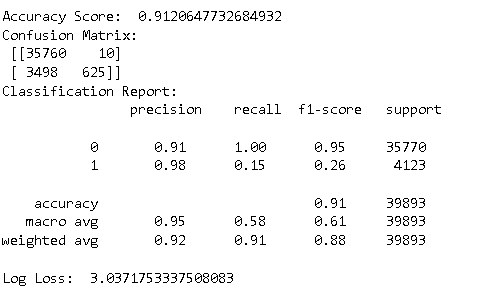 Accuracy Score:  0.9120647732684932
Confusion Matrix:
 [[35760    10]
 [ 3498   625]]
Classification Report:
              precision    recall  f1-score   support

           0       0.91      1.00      0.95     35770
           1       0.98      0.15      0.26      4123

    accuracy                           0.91     39893
   macro avg       0.95      0.58      0.61     39893
weighted avg       0.92      0.91      0.88     39893

Log Loss:  3.0371753337508083